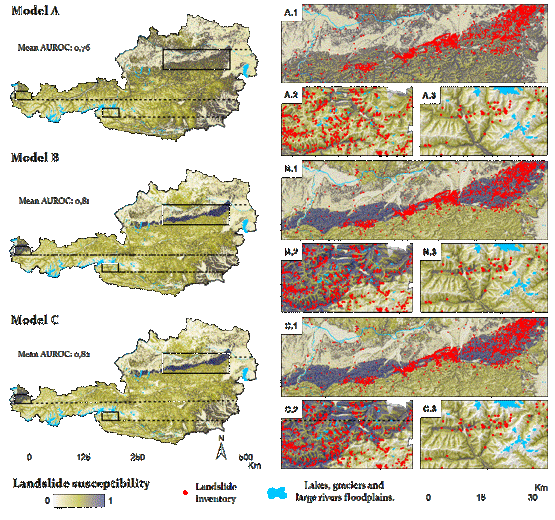 Model A
Mean AUROC: 0,76
A.1
A.2
A.3
Model B
Mean AUROC: 0,81
B.1
B.2
B.3
Model C
Mean AUROC: 0,82
C.1
C.2
C.3
N
0 125 250 500
Km
Landslide susceptibility
0 1
Landslide
Inventory
Lakes, glaciers and
large rivers floodplains.
Km
0 15 30